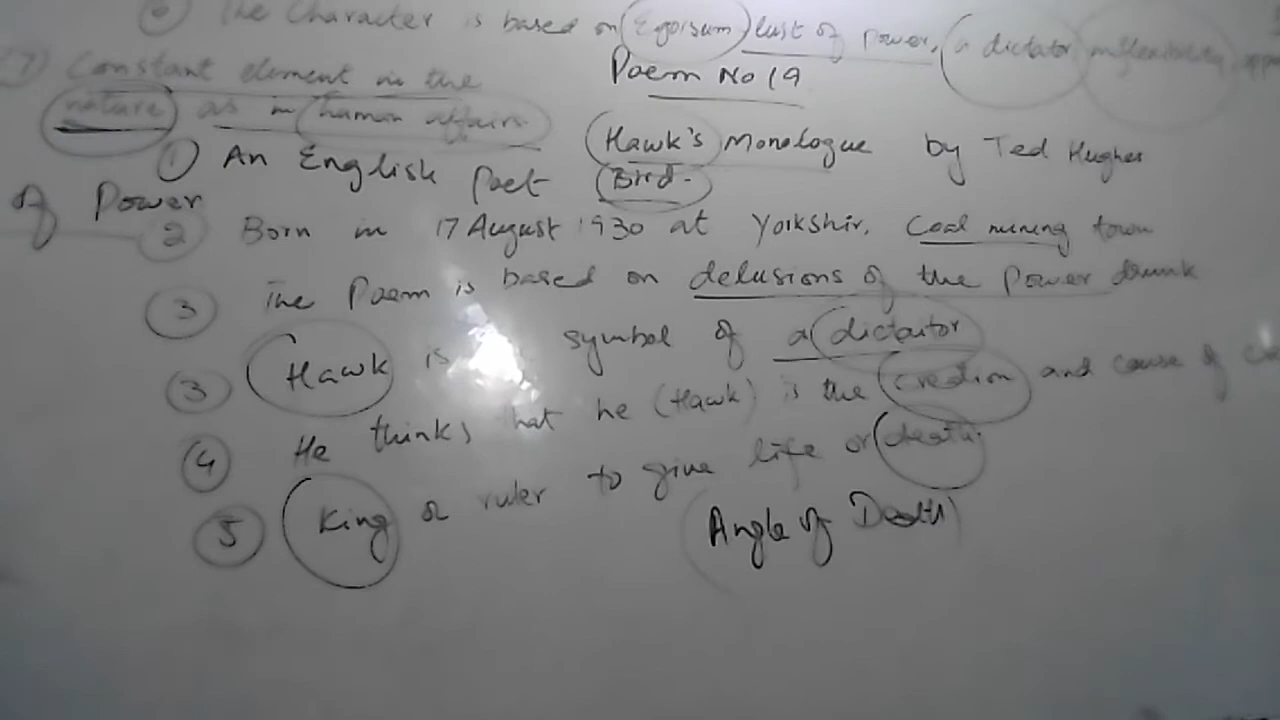 6 The Character is based on Egoisum lust of power, a dictator
7) Constant element in the
nature as in human affairs.
Poem No 19
Hawk's Monologue by Ted Hughes
Bird.
1 An English Poet
of Power
2 Born in 17 August 1930 at Yorkshir, Coal mining town
3 The Poem is based on delusions of the Power drunk
3 Hawk is symbol of a dictator
4 He thinks that he (Hawk) is the creation and cause of
5 King or ruler to give life or death.
Angle of Death